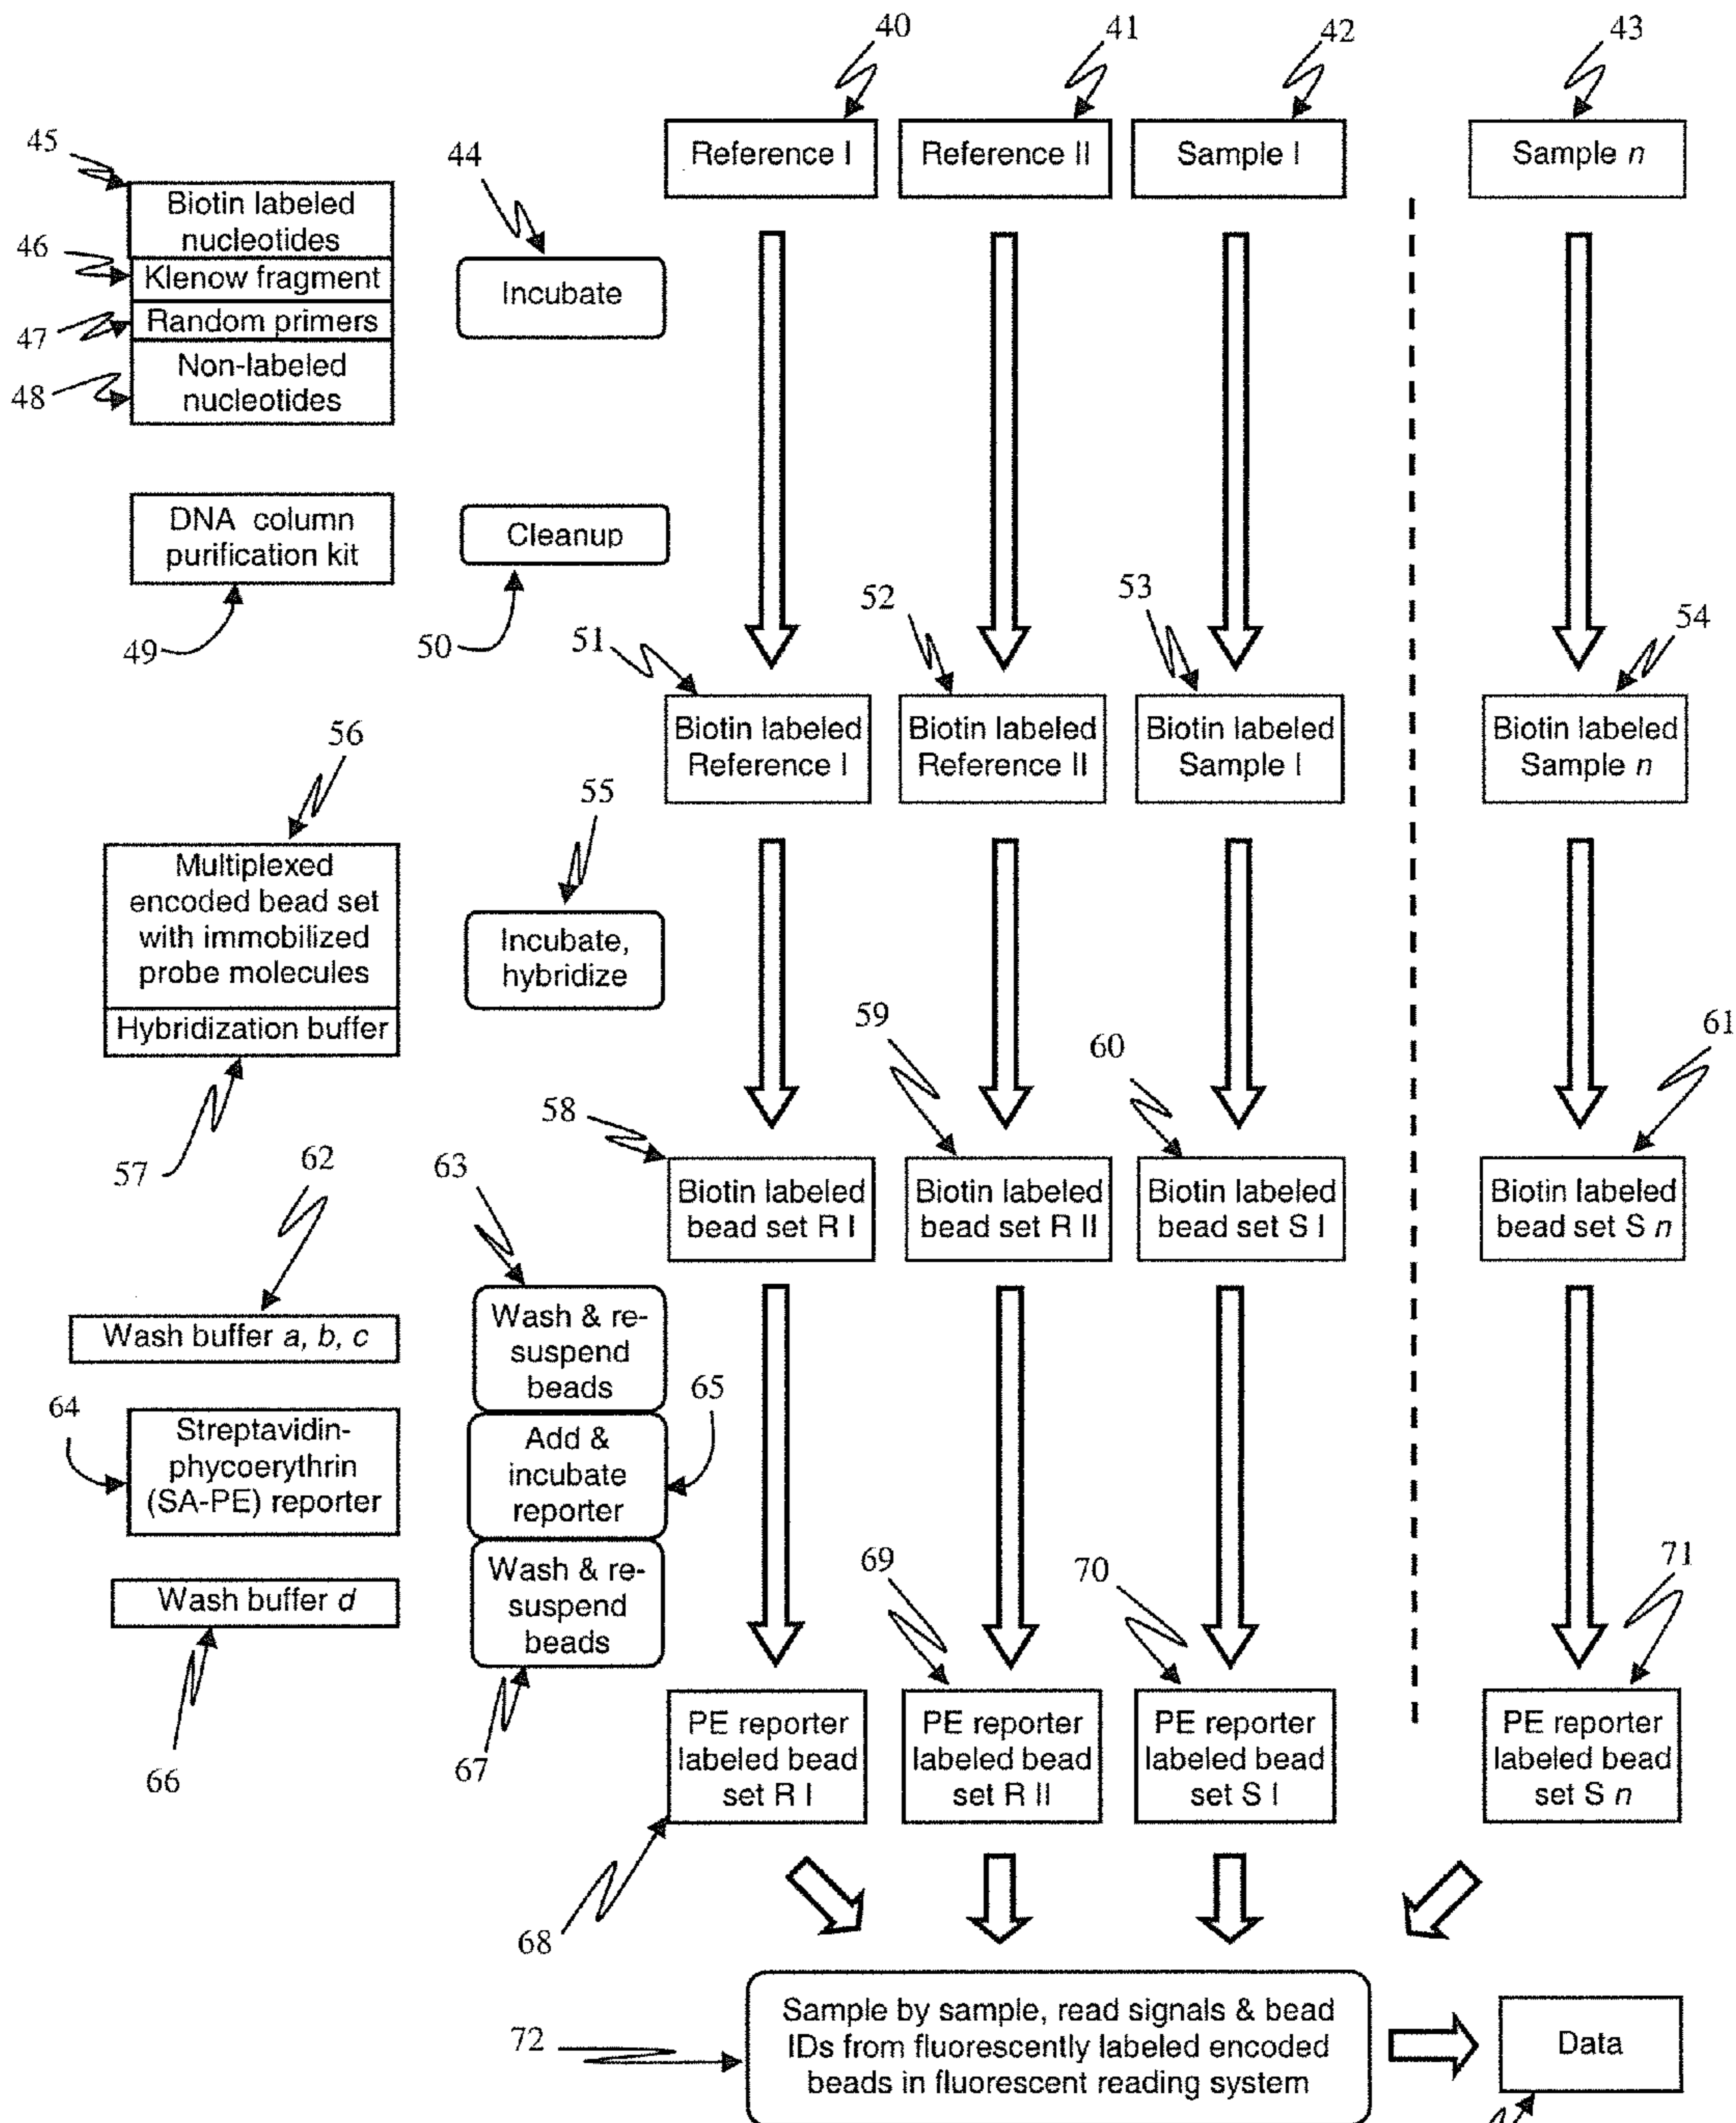 40
41
42
43
Reference I
Reference II
Sample I
Sample n
45
44
Biotin labeled
nucleotides
46
Klenow fragment
Incubate
Random primers
47
Non-labeled
nucleotides
48
DNA column
purification kit
Cleanup
49
50
51
52
53
54
Biotin labeled
Reference I
Biotin labeled
Reference II
Biotin labeled
Sample I
Biotin labeled
Sample n
56
55
Multiplexed
encoded bead set
with immobilized
probe molecules
Incubate,
hybridize
Hybridization buffer
57
58
59
60
61
Biotin labeled
bead set R I
Biotin labeled
bead set R II
Biotin labeled
bead set S I
Biotin labeled
bead set S n
62
63
Wash buffer a, b, c
Wash & re-
suspend
beads
64
65
Streptavidin-
phycoerythrin
(SA-PE) reporter
Add &
incubate
reporter
Wash buffer d
Wash & re-
suspend
beads
66
67
69
70
71
PE reporter
labeled bead
set R I
PE reporter
labeled bead
set R II
PE reporter
labeled bead
set S I
PE reporter
labeled bead
set S n
68
72
Sample by sample, read signals & bead
IDs from fluorescently labeled encoded
beads in fluorescent reading system
Data